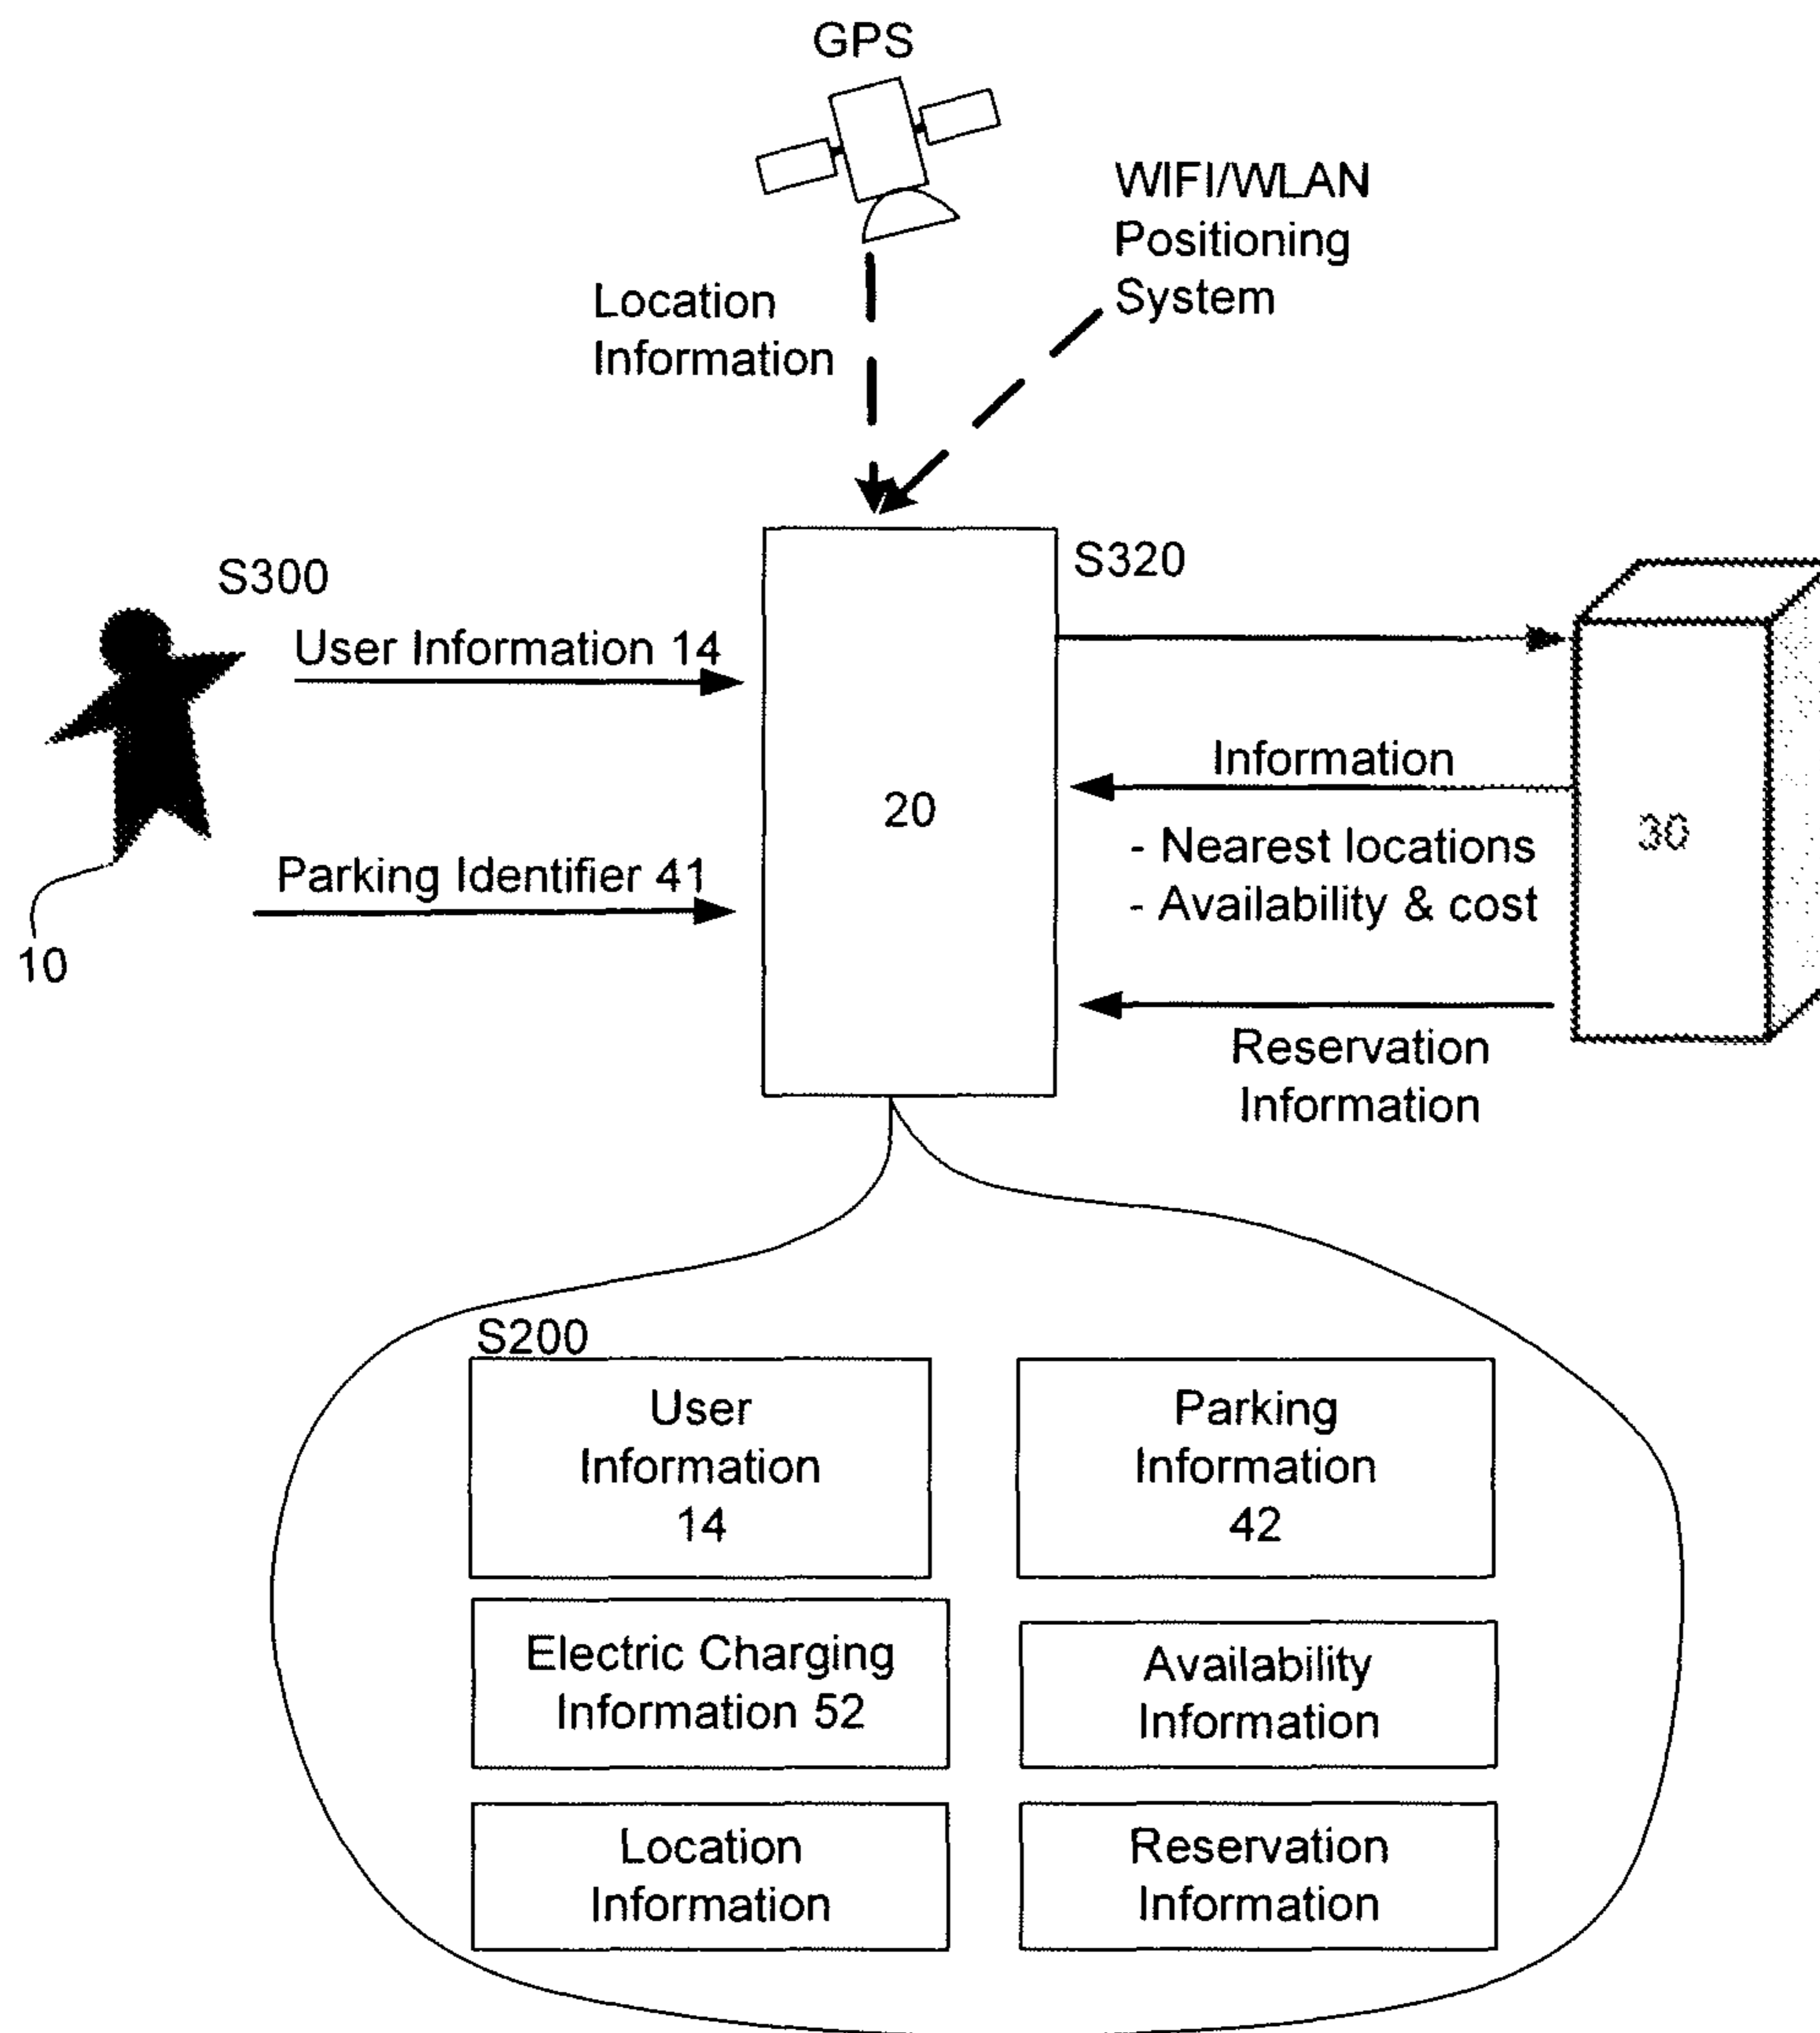 GPS
WIFI/WLAN
Positioning
System
Location
Information
S300
S320
User Information 14
Information
20
30
- Nearest locations
- Availability & cost
Parking Identifier 41
10
Reservation
Information
S200
User
Information
14
Parking
Information
42
Electric Charging
Information 52
Availability
Information
Location
Information
Reservation
Information